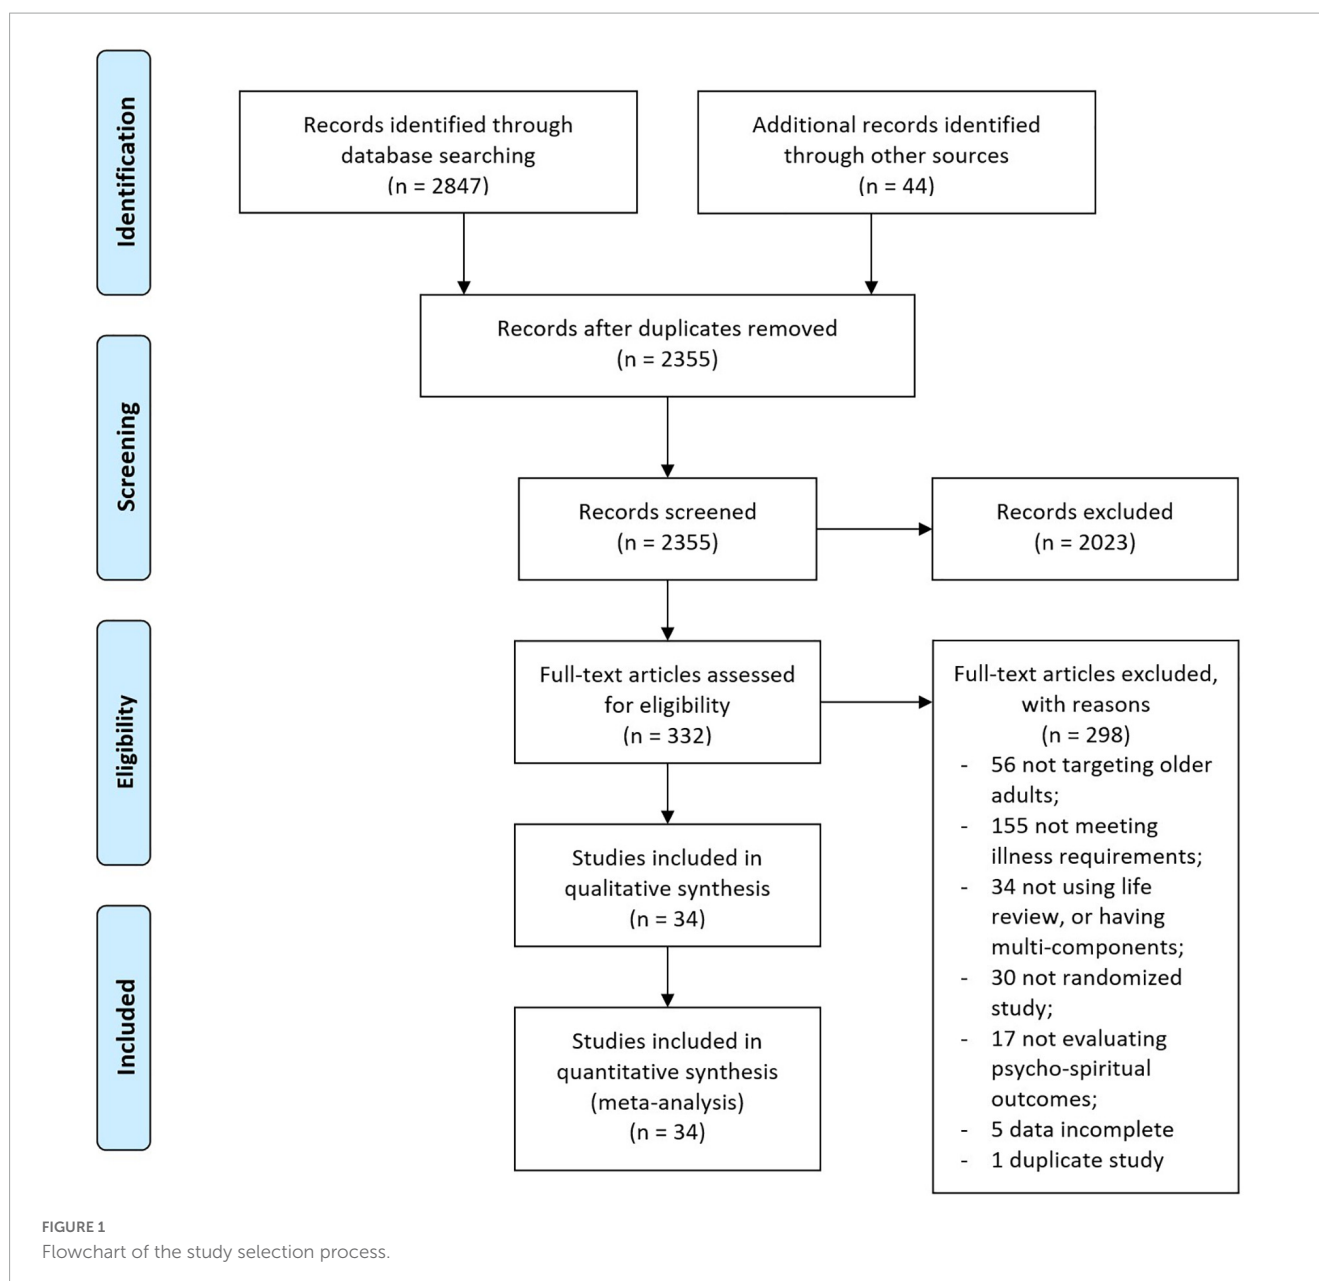 Identification
Records identified through
database searching
(n = 2847)
Additional records identified
through other sources
(n = 44)
Records after duplicates removed
(n = 2355)
Screening
Records screened
(n = 2355)
Records excluded
(n = 2023)
Eligibility
Full-text articles assessed
for eligibility
(n = 332)
Full-text articles excluded,
with reasons
(n = 298)
- 56 not targeting older
adults;
- 155 not meeting
illness requirements;
- 34 not using life
review, or having
multi-components;
- 30 not randomized
study;
- 17 not evaluating
psycho-spiritual
outcomes;
- 5 data incomplete
- 1 duplicate study
Studies included in
qualitative synthesis
(n = 34)
Included
Studies included in
quantitative synthesis
(meta-analysis)
(n = 34)
FIGURE 1
Flowchart of the study selection process.